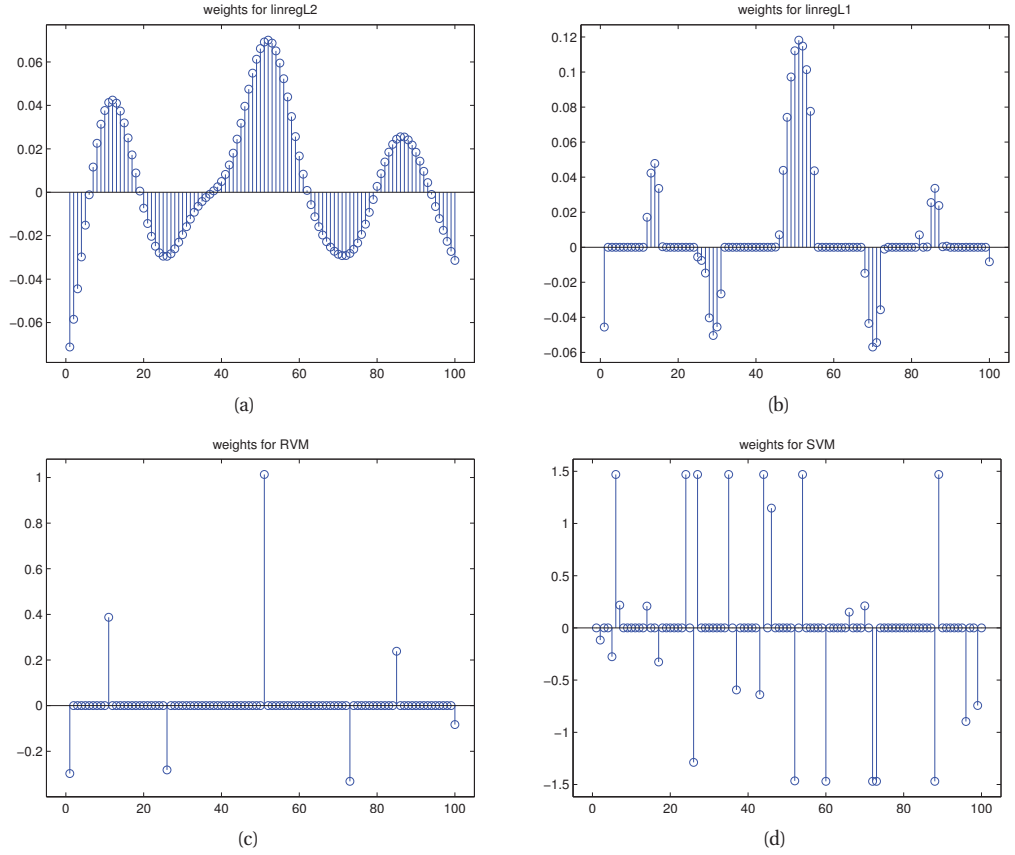 weights for linregL2
0.06
0.04
0.02
0
−0.02
−0.04
−0.06
0 20 40 60 80 100
(a)
weights for linregL1
0.12
0.1
0.08
0.06
0.04
0.02
0
−0.02
−0.04
−0.06
0 20 40 60 80 100
(b)
weights for RVM
1
0.8
0.6
0.4
0.2
0
−0.2
0 20 40 60 80 100
(c)
weights for SVM
1.5
1
0.5
0
−0.5
−1
−1.5
0 20 40 60 80 100
(d)